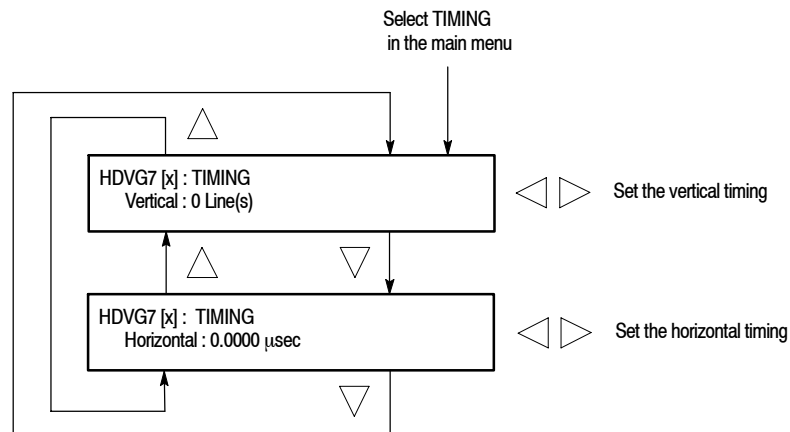 Select TIMING
in the main menu
HDVG7 [x] : TIMING
Vertical : 0 Line(s)
Set the vertical timing
HDVG7 [x] : TIMING
Horizontal : 0.0000 µsec
Set the horizontal timing